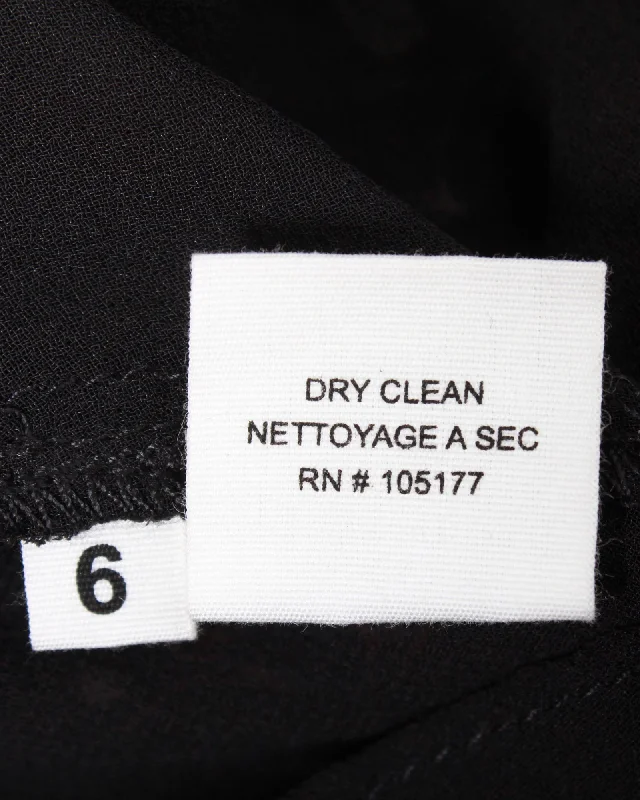 DRY CLEAN
NETTOYAGE A SEC
RN # 105177
6